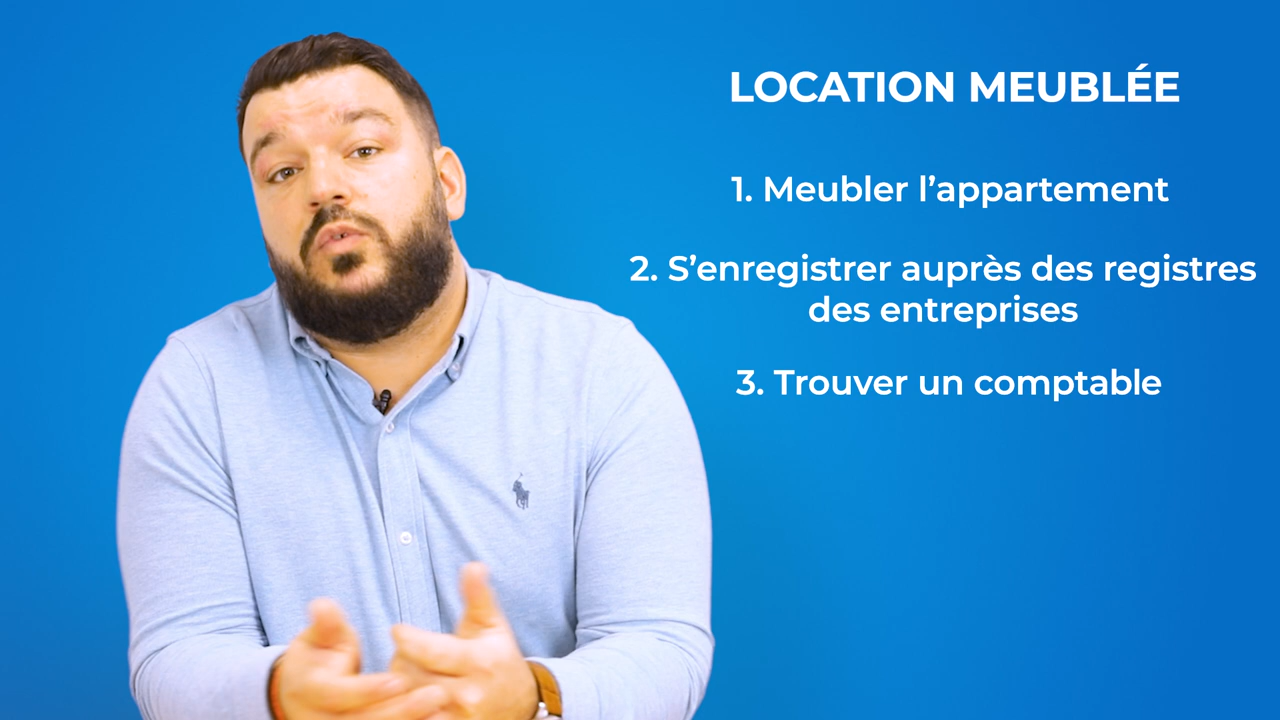 LOCATION MEUBLÉE
1. Meubler l’appartement
2. S’enregistrer auprès des registres
des entreprises
3. Trouver un comptable